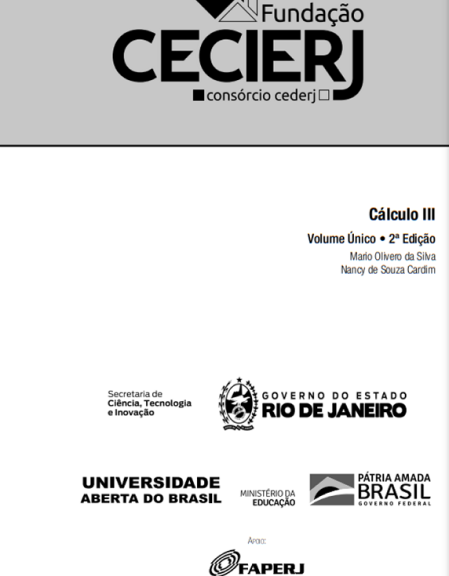 Fundação
CECIERJ
consórcio cederj
Cálculo III
Volume Único • 2ª Edição
Mario Olivero da Silva
Nancy de Souza Cardim
Secretaria de
Ciência, Tecnologia
e Inovação
GOVERNO DO ESTADO
RIO DE JANEIRO
UNIVERSIDADE
ABERTA DO BRASIL
MINISTÉRIO DA
EDUCAÇÃO
PÁTRIA AMADA
BRASIL
GOVERNO FEDERAL
Apoio:
FAPERJ